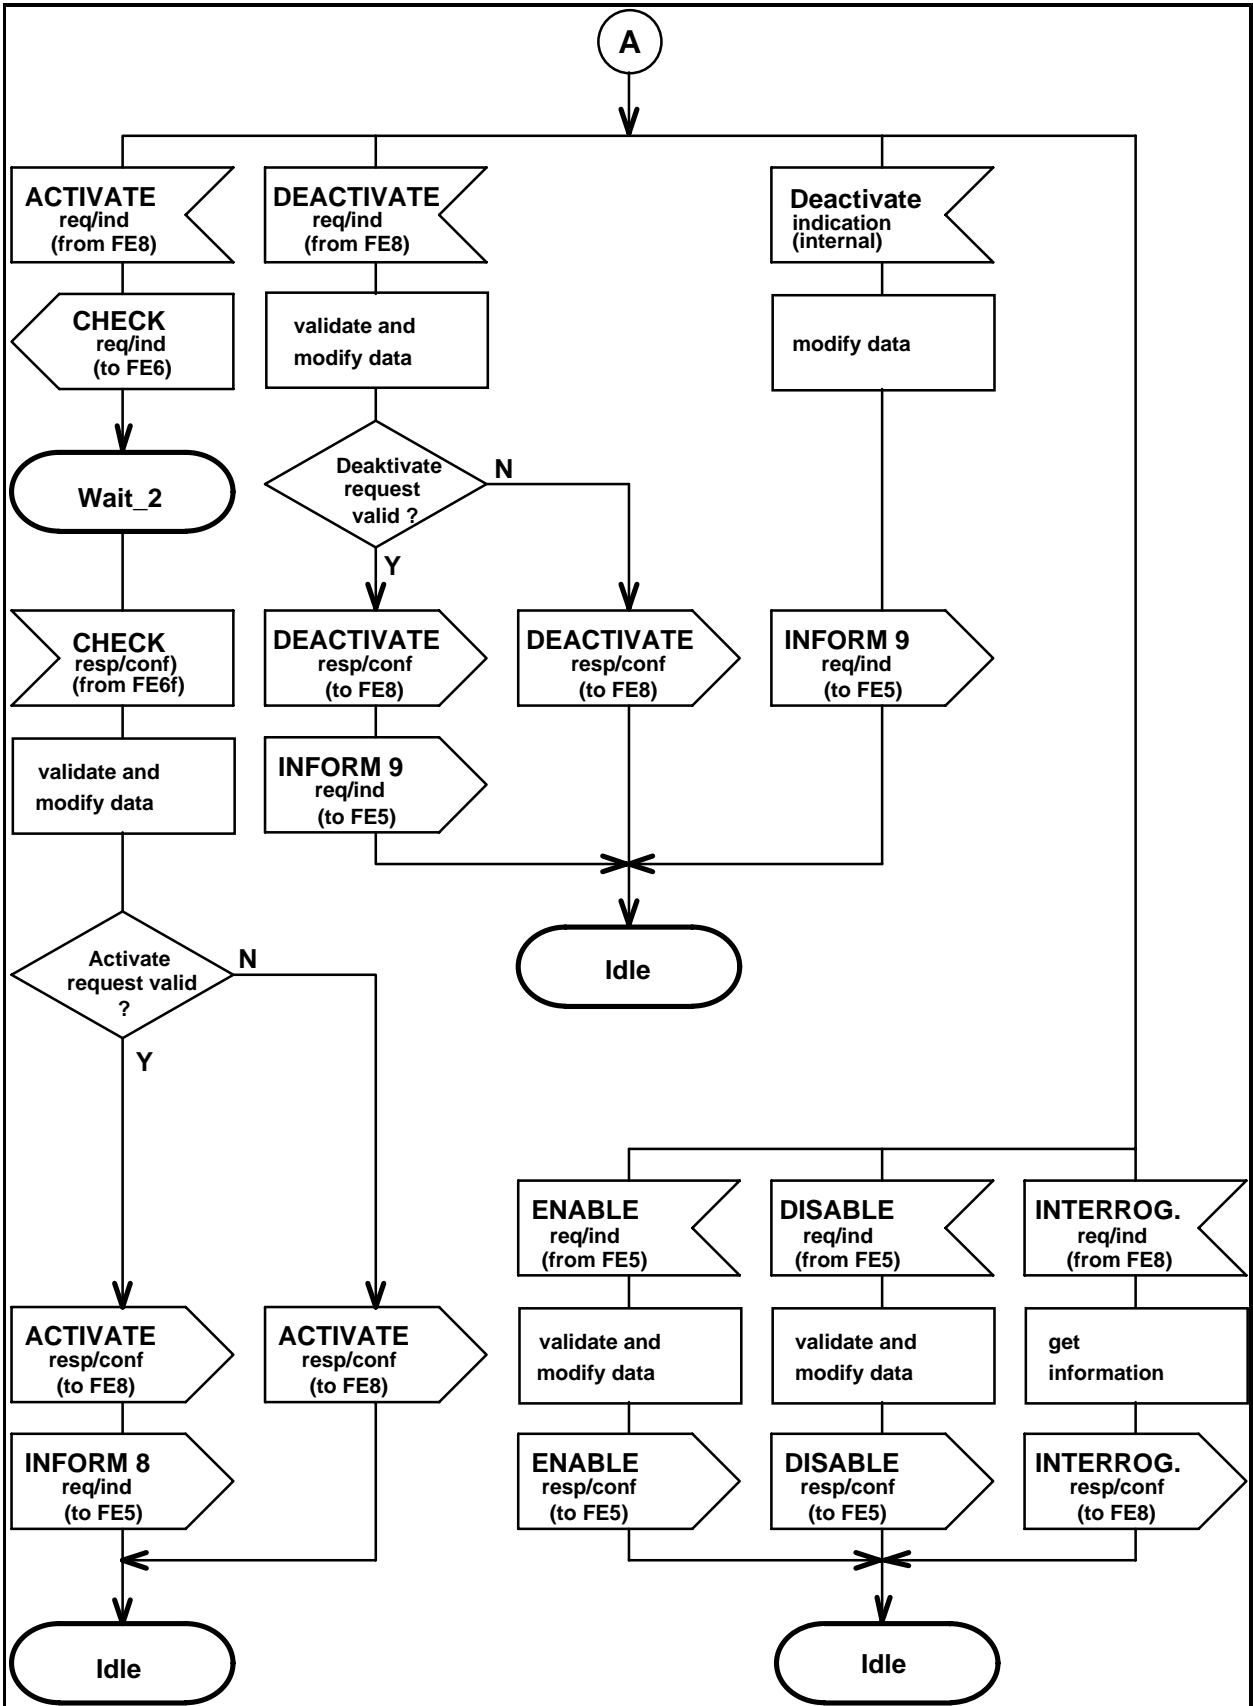 A
ACTIVATE
req/ind
(from FE8)
DEACTIVATE
req/ind
(from FE8)
Deactivate
indication
(internal)
CHECK
req/ind
(to FE6)
validate and
modify data
modify data
Wait_2
Deaktivate
request
valid ?
N
Y
CHECK
resp/conf)
(from FE6f)
DEACTIVATE
resp/conf
(to FE8)
DEACTIVATE
resp/conf
(to FE8)
INFORM 9
req/ind
(to FE5)
validate and
modify data
INFORM 9
req/ind
(to FE5)
Idle
Activate
request valid
?
N
Y
ENABLE
req/ind
(from FE5)
DISABLE
req/ind
(from FE5)
INTERROG.
req/ind
(from FE8)
ACTIVATE
resp/conf
(to FE8)
ACTIVATE
resp/conf
(to FE8)
validate and
modify data
validate and
modify data
get
information
INFORM 8
req/ind
(to FE5)
ENABLE
resp/conf
(to FE5)
DISABLE
resp/conf
(to FE5)
INTERROG.
resp/conf
(to FE8)
Idle
Idle